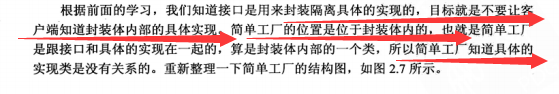 根据前面的学习，我们知道接口是用来封装隔离具体的实现的，目标就是不要让客
户端知道封装体内部的具体实现。简单工厂的位置是位于封装体内的，也就是简单工厂
是跟接口和具体的实现在一起的，算是封装体内部的一个类，所以简单工厂知道具体的
实现类是没有关系的。重新整理一下简单工厂的结构图，如图 2.7 所示。